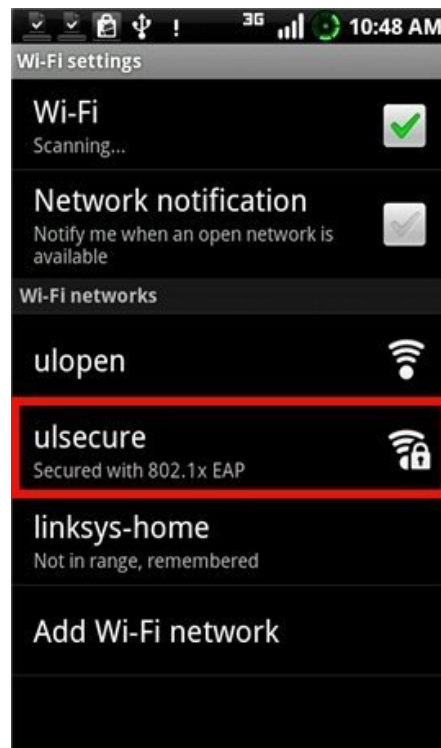 3G 10:48 AM
Wi-Fi settings
Wi-Fi
Scanning...
Network notification
Notify me when an open network is
available
Wi-Fi networks
ulopen
ulsecure
Secured with 802.1x EAP
linksys-home
Not in range, remembered
Add Wi-Fi network